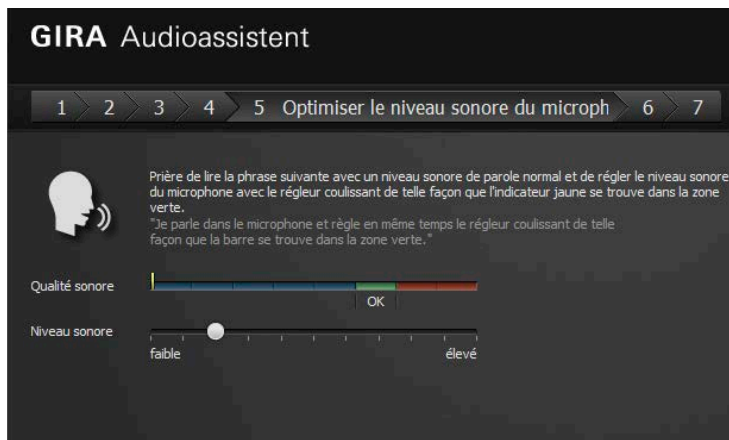 GIRA Audioassistent
1 2 3 4 5 Optimiser le niveau sonore du microph 6 7
Prière de lire la phrase suivante avec un niveau sonore de parole normal et de régler le niveau sonore
du microphone avec le régleur coulissant de telle façon que l'indicateur jaune se trouve dans la zone
verte.
"Je parle dans le microphone et règle en même temps le régleur coulissant de telle
façon que la barre se trouve dans la zone verte."
Qualité sonore
OK
Niveau sonore
faible élevé